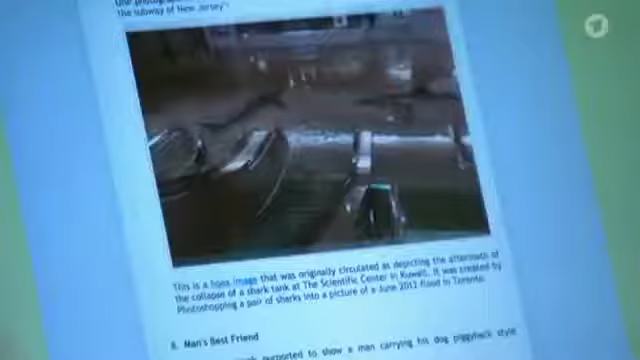 the subway of New Jersey":
This is a hoax image that was originally circulated as depicting the aftermath of
the collapse of a shark tank at The Scientific Center in Kuwait. It was created by
Photoshopping a pair of sharks into a picture of a June 2012 flood in Toronto.
8. Man's Best Friend
purported to show a man carrying his dog piggyback style